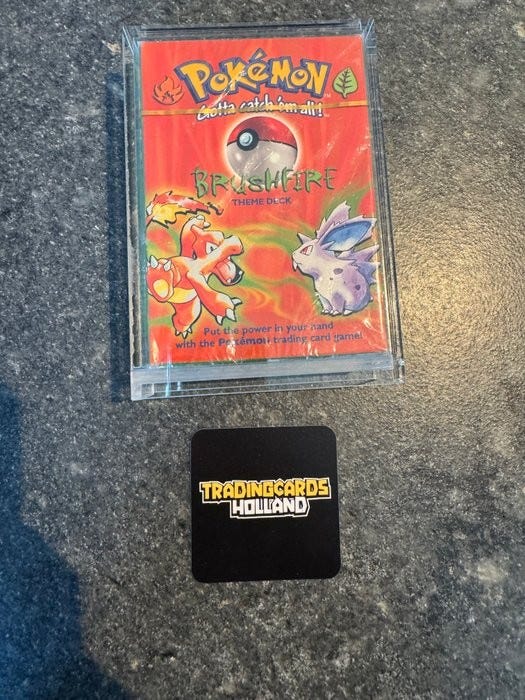 POKéMON
Gotta catch 'em all!
BRUSHFIRE
THEME DECK
Put the power in your hand
with the Pokémon trading card game!
TRADINGCARDS
HOLLAND